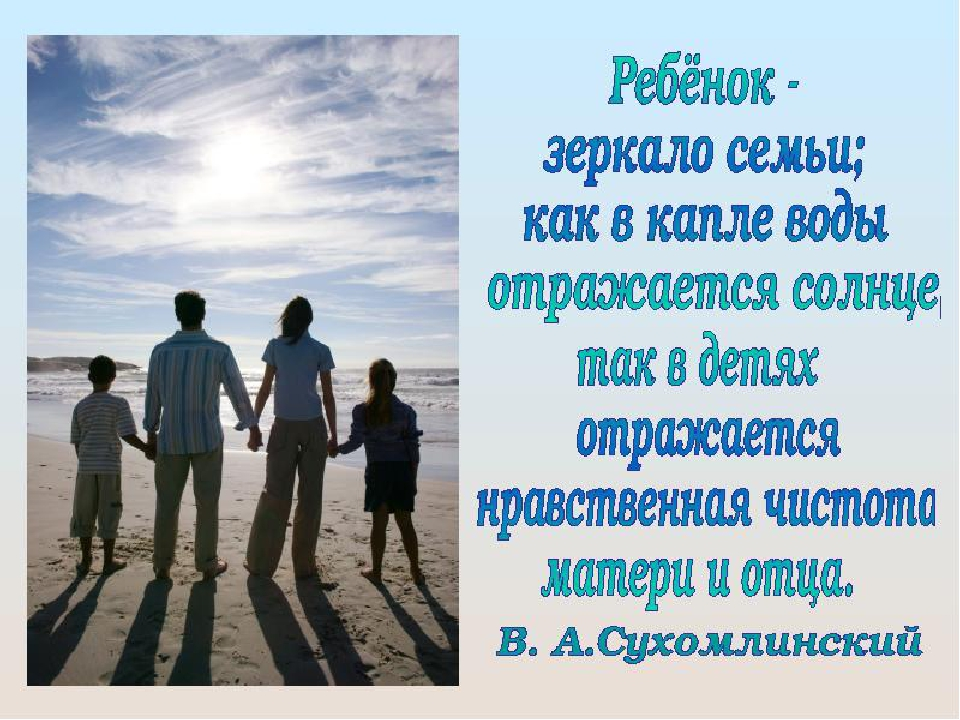 Ребёнок -
зеркало семьи;
как в капле воды
отражается солнце,
так в детях
отражается
нравственная чистота
матери и отца.
В. А.Сухомлинский